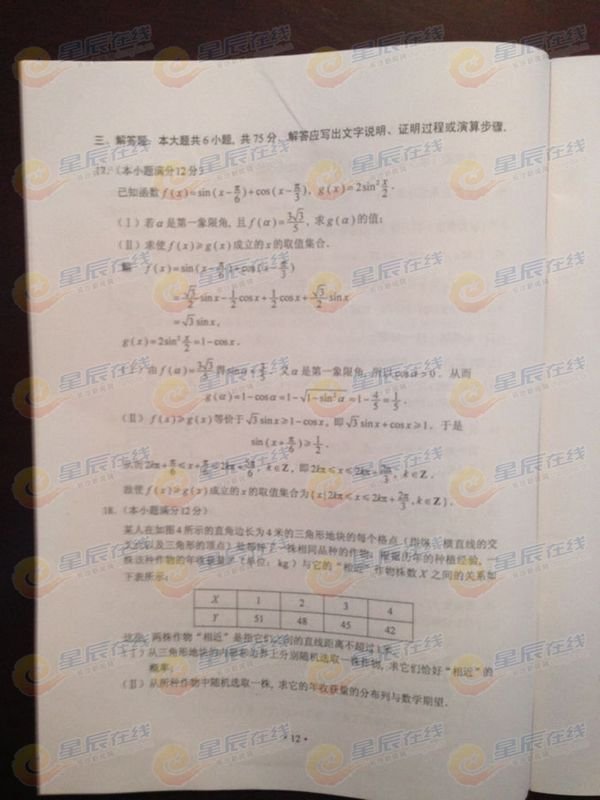 三、解答题：本大题共6小题，共75分．解答应写出文字说明、证明过程或演算步骤．
17．（本小题满分12分）
已知函数 f(x)=sin(x-π/6)+cos(x-π/3)，g(x)=2sin²x/2．
（Ⅰ）若α是第一象限角，且f(α)=3√3/5，求g(α)的值；
（Ⅱ）求使f(x)≥g(x)成立的x的取值集合．
解 f(x)=sin(x-π/6)+cos(x-π/3)
=√3/2 sinx-1/2 cosx+1/2 cosx+√3/2 sinx
=√3 sinx，
g(x)=2sin²x/2=1-cosx．
（Ⅰ）由f(α)=3√3/5得sinα=3/5．又α是第一象限角，所以cosα>0．从而
g(α)=1-cosα=1-√(1-sin²α)=1-4/5=1/5．
（Ⅱ）f(x)≥g(x)等价于√3 sinx≥1-cosx，即√3 sinx+cosx≥1．于是
sin(x+π/6)≥1/2．
从而2kπ+π/6≤x+π/6≤2kπ+5π/6，k∈Z，即2kπ≤x≤2kπ+2π/3，k∈Z．
故使f(x)≥g(x)成立的x的取值集合为{x|2kπ≤x≤2kπ+2π/3，k∈Z}．
18．（本小题满分12分）
某人在如图4所示的直角边长为4米的三角形地块的每个格点（指纵、横直线的交
叉点以及三角形的顶点）处都种了一株相同品种的作物．根据历年的种植经验，一
株该种作物的年收获量Y（单位：kg）与它的“相近”作物株数X之间的关系如
下表所示：
X 1 2 3 4
Y 51 48 45 42
这里，两株作物“相近”是指它们之间的直线距离不超过1米．
（Ⅰ）从三角形地块的内部和边界上分别随机选取一株作物，求它们恰好“相近”的
概率；
（Ⅱ）从所种作物中随机选取一株，求它的年收获量的分布列与数学期望．
·12·
星辰在线
长沙新闻网